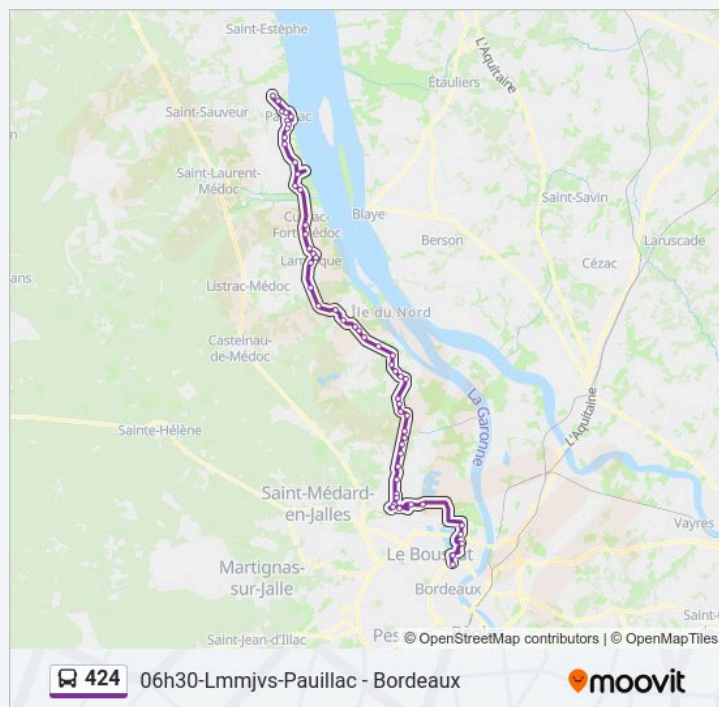 Saint-Estèphe
L'Aquitaine
Étauliers
Saint-Sauveur
Saint-Laurent-
Médoc
Blaye
Saint-Savin
Berson
Laruscade
Cézac
Listrac-Médoc
Île du Nord
Castelnau-
de-Médoc
La Garonne
L'Aquitaine
Sainte-Hélène
Saint-Médard-
en-Jalles
Vayres
Le Bouscat
Martignas-
sur-Jalle
Bordeaux
Saint-Jean-d'Illac
© OpenStreetMap contributors | © OpenMapTiles
424 06h30-Lmmjvs-Pauillac - Bordeaux
moovit